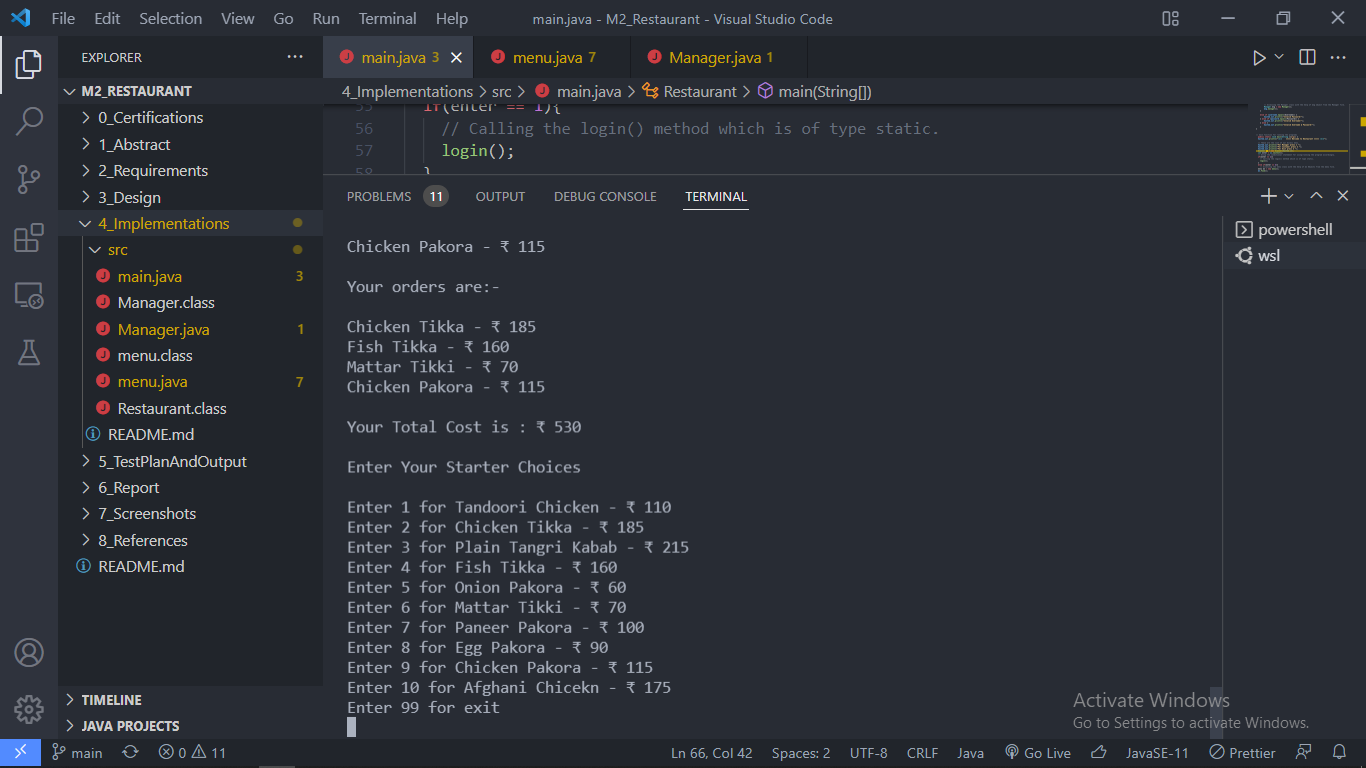 File Edit Selection View Go Run Terminal Help main.java - M2_Restaurant - Visual Studio Code
EXPLORER
M2_RESTAURANT
0_Certifications
1_Abstract
2_Requirements
3_Design
4_Implementations
src
main.java 3
Manager.class
Manager.java 1
menu.class
menu.java 7
Restaurant.class
README.md
5_TestPlanAndOutput
6_Report
7_Screenshots
8_References
README.md
TIMELINE
JAVA PROJECTS
main.java 3 menu.java 7 Manager.java 1
4_Implementations > src > main.java > Restaurant > main(String[])
55 if(enter == 1){
56 // Calling the login() method which is of type static.
57 login();
58 }
PROBLEMS 11 OUTPUT DEBUG CONSOLE TERMINAL
powershell
wsl
Chicken Pakora - ₹ 115
Your orders are:-
Chicken Tikka - ₹ 185
Fish Tikka - ₹ 160
Mattar Tikki - ₹ 70
Chicken Pakora - ₹ 115
Your Total Cost is : ₹ 530
Enter Your Starter Choices
Enter 1 for Tandoori Chicken - ₹ 110
Enter 2 for Chicken Tikka - ₹ 185
Enter 3 for Plain Tangri Kabab - ₹ 215
Enter 4 for Fish Tikka - ₹ 160
Enter 5 for Onion Pakora - ₹ 60
Enter 6 for Mattar Tikki - ₹ 70
Enter 7 for Paneer Pakora - ₹ 100
Enter 8 for Egg Pakora - ₹ 90
Enter 9 for Chicken Pakora - ₹ 115
Enter 10 for Afghani Chicekn - ₹ 175
Enter 99 for exit
Activate Windows
Go to Settings to activate Windows.
main 0 11 Ln 66, Col 42 Spaces: 2 UTF-8 CRLF Java Go Live JavaSE-11 Prettier